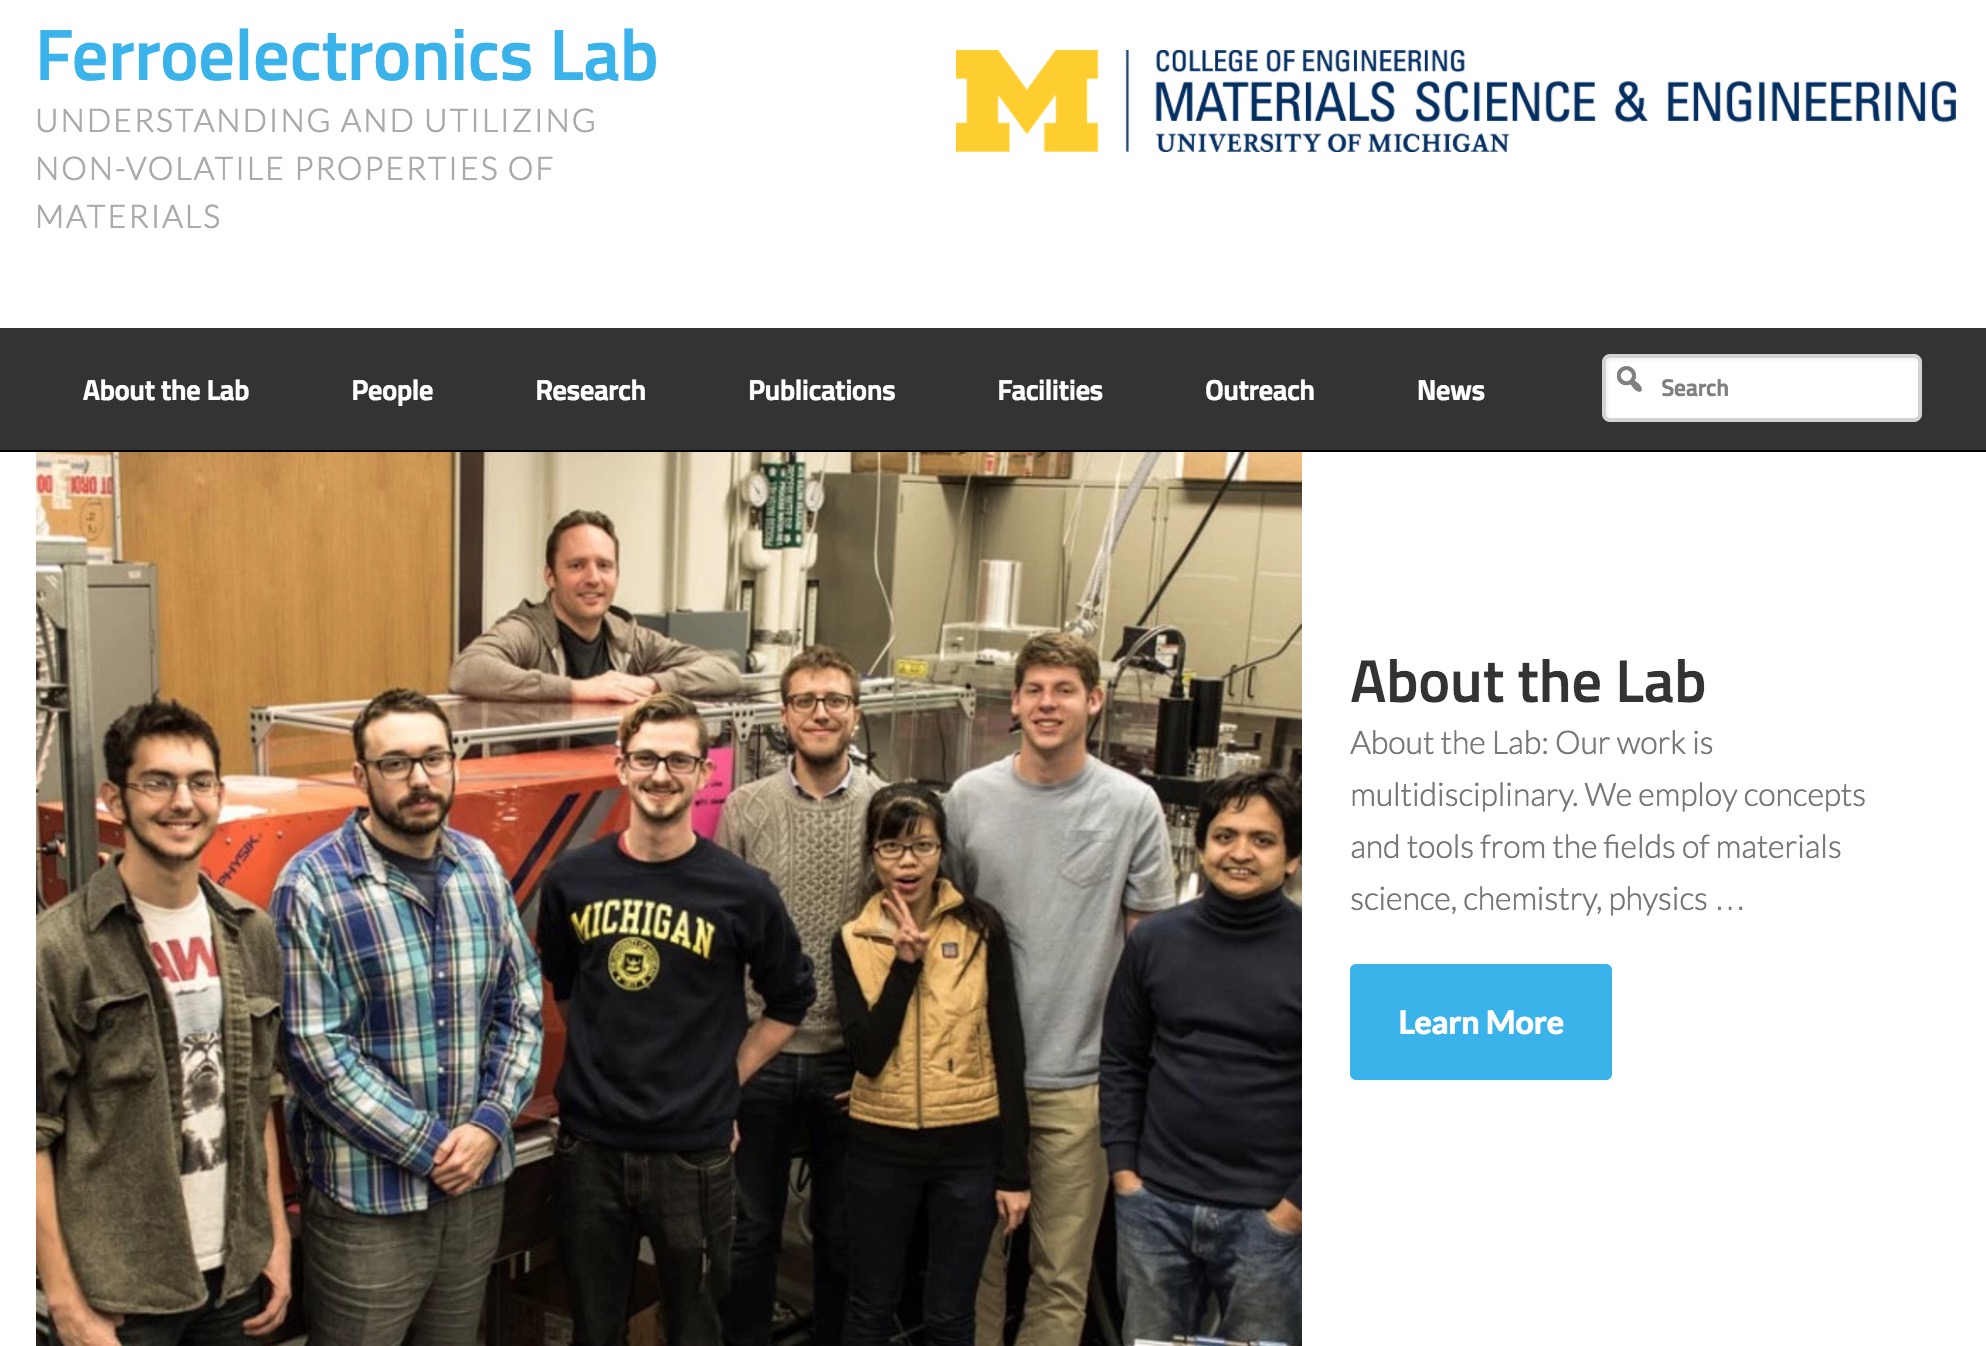 Ferroelectronics Lab
UNDERSTANDING AND UTILIZING
NON-VOLATILE PROPERTIES OF
MATERIALS
M
COLLEGE OF ENGINEERING
MATERIALS SCIENCE & ENGINEERING
UNIVERSITY OF MICHIGAN
About the Lab
People
Research
Publications
Facilities
Outreach
News
Search
PHYSIK
MICHIGAN
About the Lab
About the Lab: Our work is
multidisciplinary. We employ concepts
and tools from the fields of materials
science, chemistry, physics …
Learn More